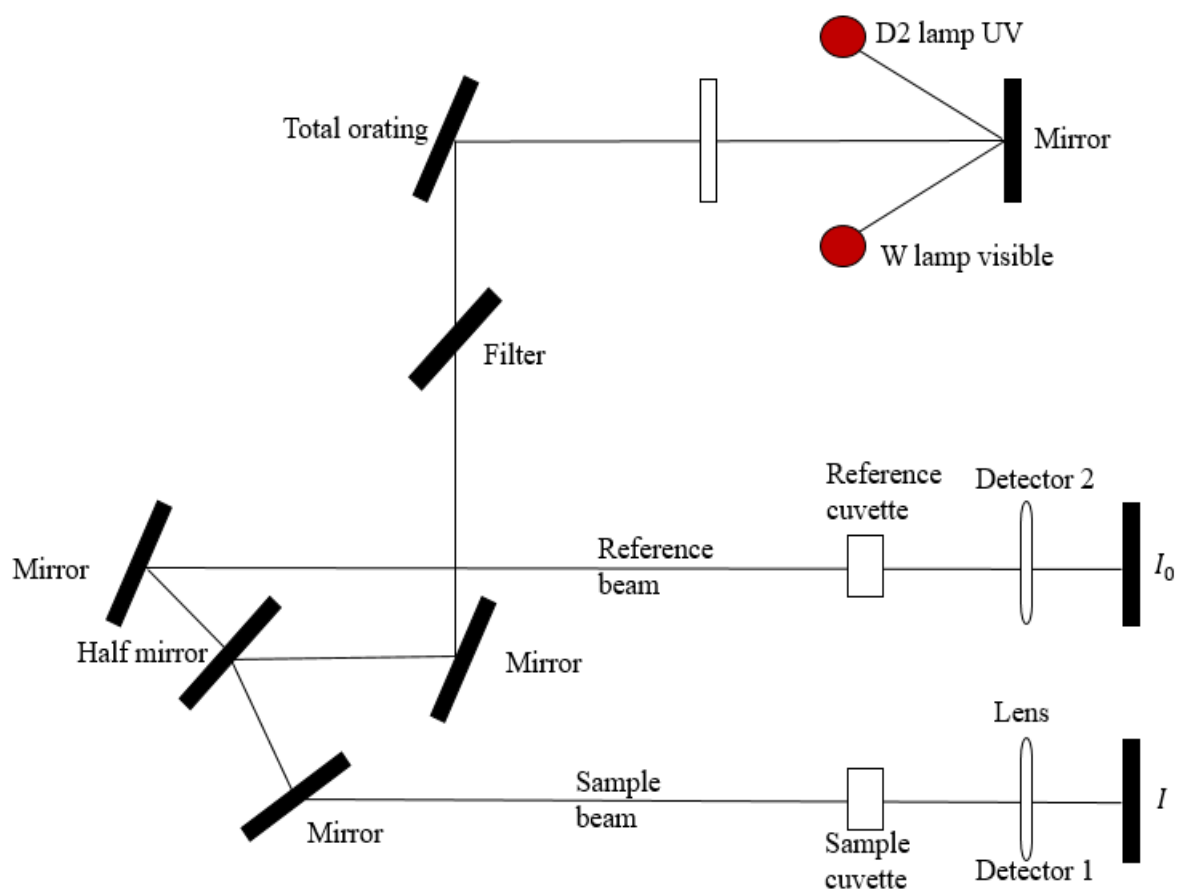 D2 lamp UV
Total orating
Mirror
W lamp visible
Filter
Reference
cuvette
Detector 2
Mirror
Reference
beam
I₀
Half mirror
Mirror
Lens
Sample
beam
I
Mirror
Sample
cuvette
Detector 1